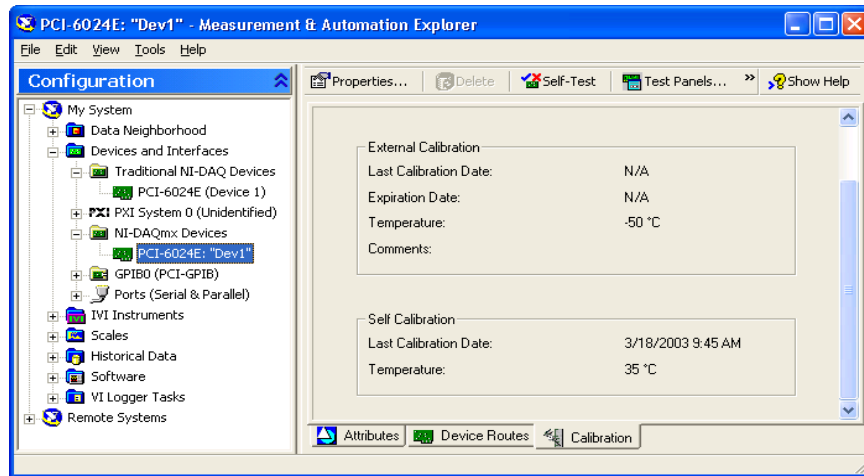 PCI-6024E: "Dev1" - Measurement & Automation Explorer
File Edit View Tools Help
Configuration
Properties... Delete Self-Test Test Panels... » Show Help
My System
Data Neighborhood
Devices and Interfaces
Traditional NI-DAQ Devices
PCI-6024E (Device 1)
PXI PXI System 0 (Unidentified)
NI-DAQmx Devices
PCI-6024E: "Dev1"
GPIB0 (PCI-GPIB)
Ports (Serial & Parallel)
IVI Instruments
Scales
Historical Data
Software
VI Logger Tasks
Remote Systems
External Calibration
Last Calibration Date: N/A
Expiration Date: N/A
Temperature: -50 °C
Comments:
Self Calibration
Last Calibration Date: 3/18/2003 9:45 AM
Temperature: 35 °C
Attributes Device Routes Calibration